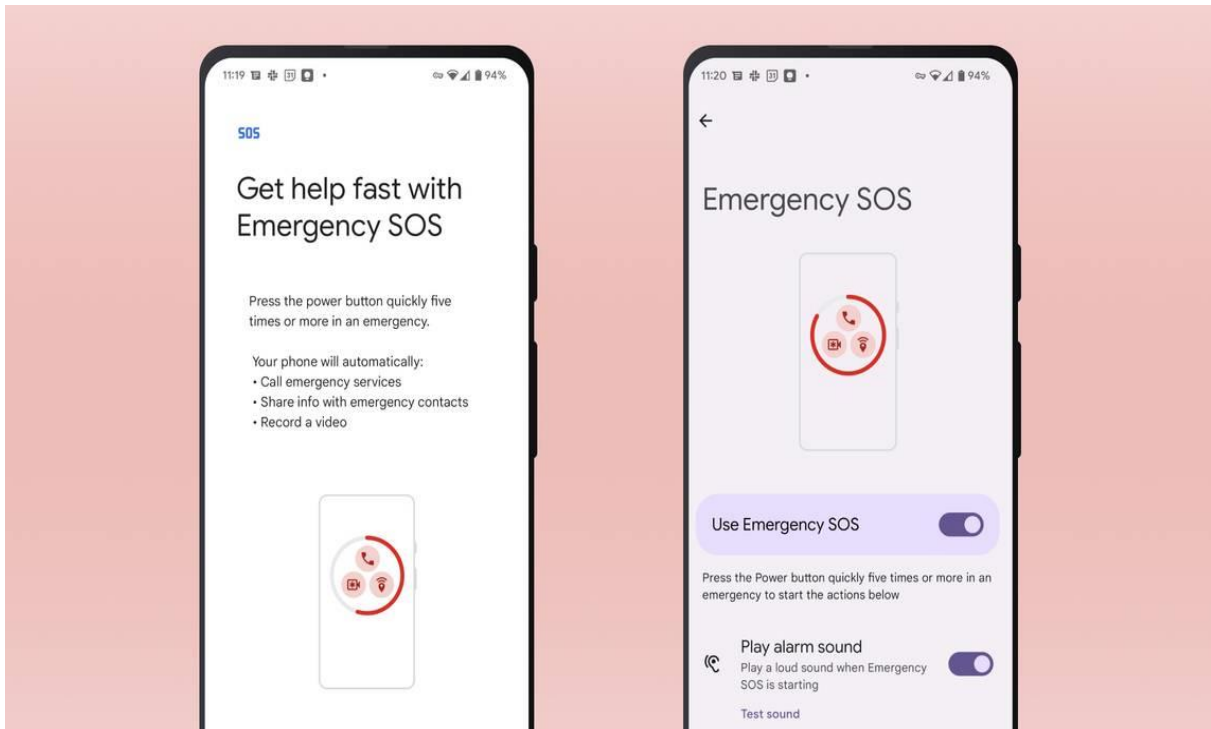 11:19
31
94%
SOS
Get help fast with
Emergency SOS
Press the power button quickly five
times or more in an emergency.
Your phone will automatically:
• Call emergency services
• Share info with emergency contacts
• Record a video
11:20
31
94%
Emergency SOS
Use Emergency SOS
Press the Power button quickly five times or more in an
emergency to start the actions below
Play alarm sound
Play a loud sound when Emergency
SOS is starting
Test sound